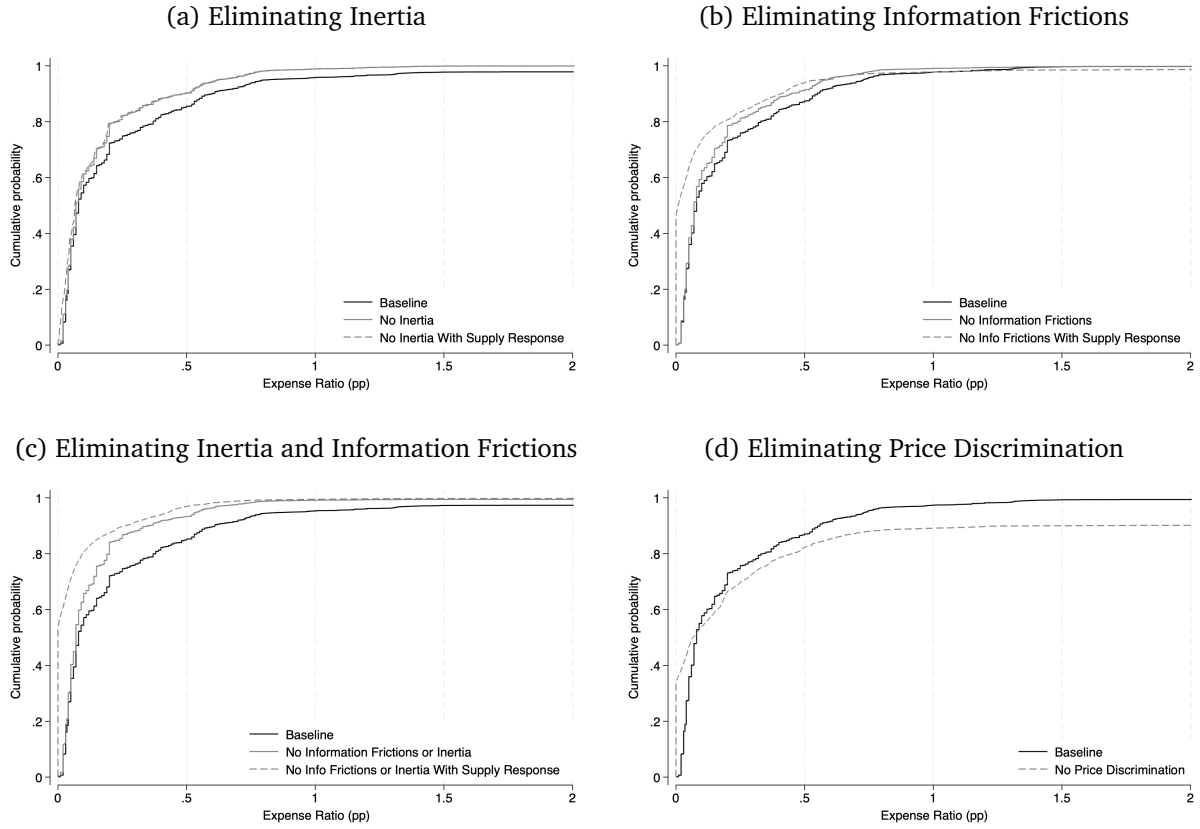 (a) Eliminating Inertia
1
.8
.6
.4
.2
0
Cumulative probability
0 .5 1 1.5 2
Expense Ratio (pp)
Baseline
No Inertia
No Inertia With Supply Response
(b) Eliminating Information Frictions
1
.8
.6
.4
.2
0
Cumulative probability
0 .5 1 1.5 2
Expense Ratio (pp)
Baseline
No Information Frictions
No Info Frictions With Supply Response
(c) Eliminating Inertia and Information Frictions
1
.8
.6
.4
.2
0
Cumulative probability
0 .5 1 1.5 2
Expense Ratio (pp)
Baseline
No Information Frictions or Inertia
No Info Frictions or Inertia With Supply Response
(d) Eliminating Price Discrimination
1
.8
.6
.4
.2
0
Cumulative probability
0 .5 1 1.5 2
Expense Ratio (pp)
Baseline
No Price Discrimination